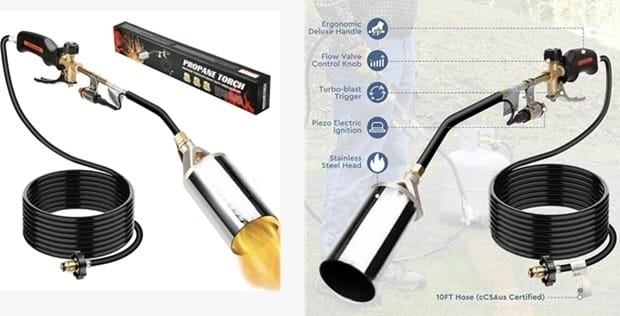 PROPANE TORCH
Ergonomic
Deluxe Handle
Flow Valve
Control Knob
Turbo-blast
Trigger
Piezo Electric
Ignition
Stainless
Steel Head
10FT Hose (cCSAus Certified)